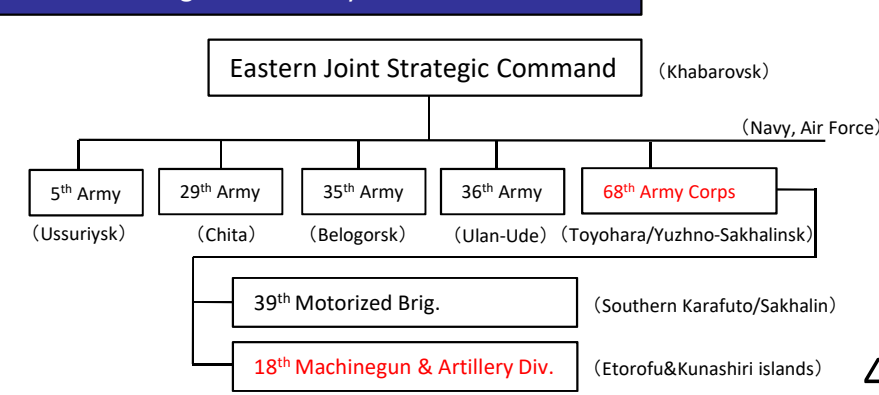 Eastern Joint Strategic Command （Khabarovsk）
（Navy, Air Force）
5th Army 29th Army 35th Army 36th Army 68th Army Corps
（Ussuriysk） （Chita） （Belogorsk） （Ulan-Ude） （Toyohara/Yuzhno-Sakhalinsk）
39th Motorized Brig. （Southern Karafuto/Sakhalin）
18th Machinegun & Artillery Div. （Etorofu&Kunashiri islands）